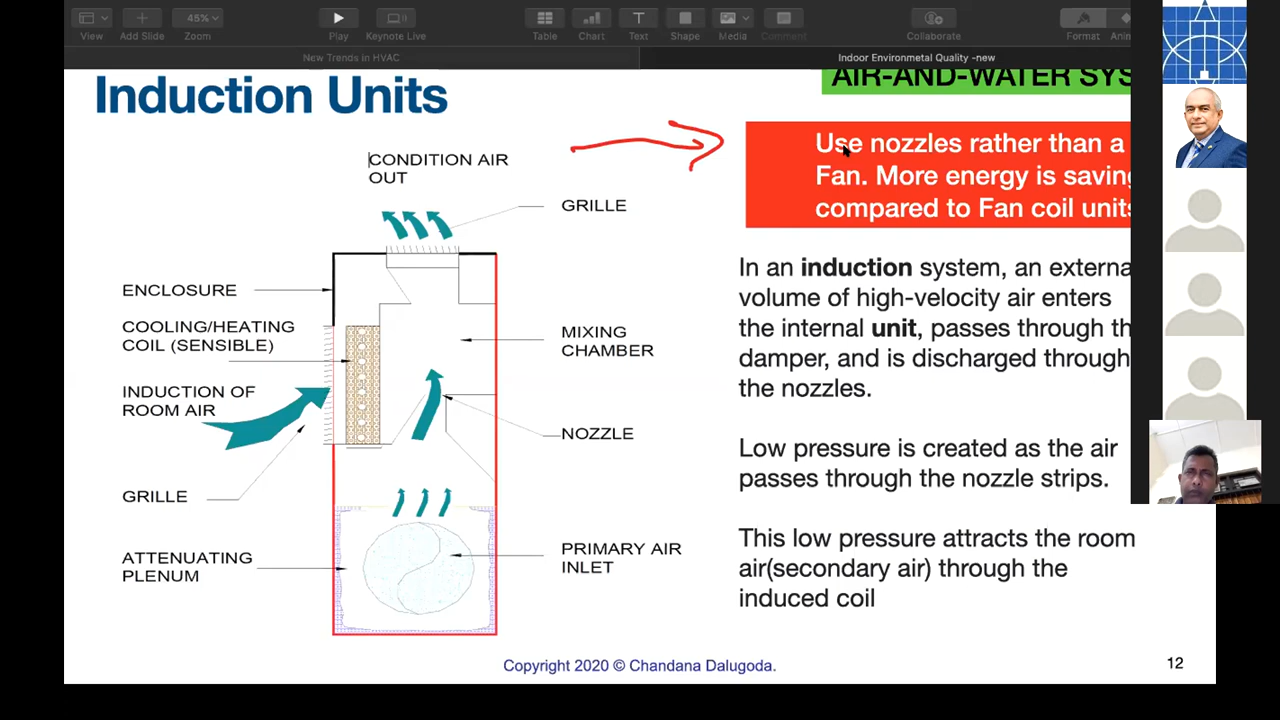 View
Add Slide
45%
Zoom
Play
Keynote Live
Table
Chart
Text
Shape
Media
Comment
Collaborate
Format
New Trends in HVAC
Indoor Environmetal Quality -new
Induction Units
AIR-AND-WATER
CONDITION AIR
OUT
GRILLE
ENCLOSURE
COOLING/HEATING
COIL (SENSIBLE)
INDUCTION OF
ROOM AIR
GRILLE
ATTENUATING
PLENUM
MIXING
CHAMBER
NOZZLE
PRIMARY AIR
INLET
Use nozzles rather than a
Fan. More energy is saving
compared to Fan coil units
In an induction system, an externa
volume of high-velocity air enters
the internal unit, passes through th
damper, and is discharged through
the nozzles.
Low pressure is created as the air
passes through the nozzle strips.
This low pressure attracts the room
air(secondary air) through the
induced coil
Copyright 2020 © Chandana Dalugoda.
12